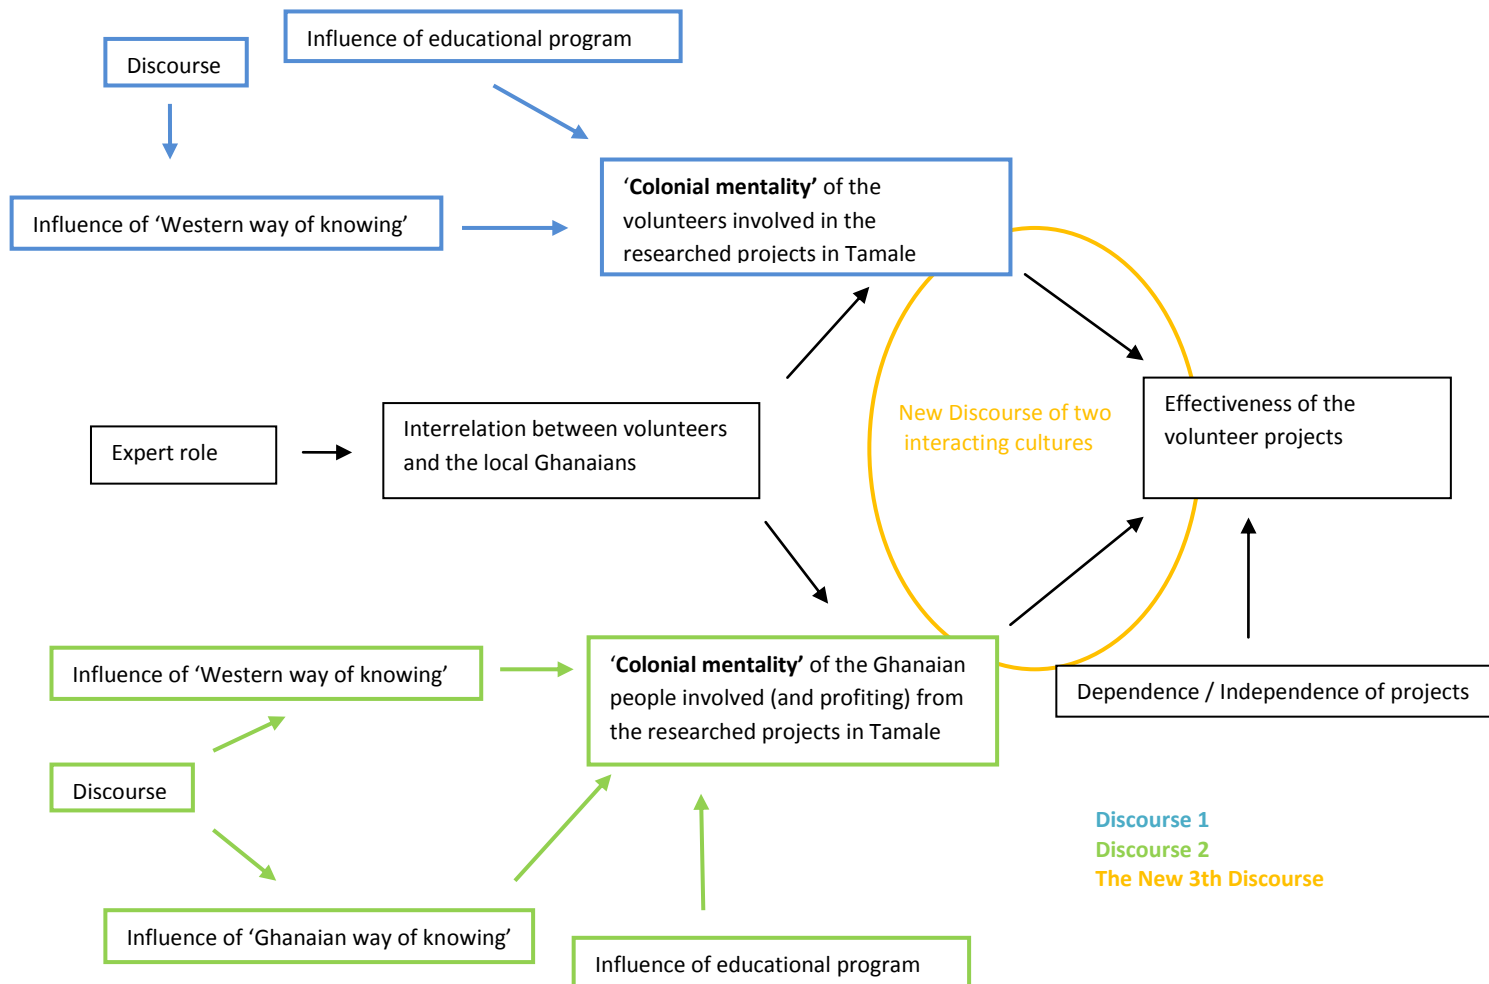 Influence of educational program
Discourse
‘Colonial mentality’ of the
volunteers involved in the
researched projects in Tamale
Influence of ‘Western way of knowing’
New Discourse of two
interacting cultures
Effectiveness of the
volunteer projects
Expert role
Interrelation between volunteers
and the local Ghanaians
Influence of ‘Western way of knowing’
‘Colonial mentality’ of the Ghanaian
people involved (and profiting) from
the researched projects in Tamale
Dependence / Independence of projects
Discourse
Discourse 1
Discourse 2
The New 3th Discourse
Influence of ‘Ghanaian way of knowing’
Influence of educational program